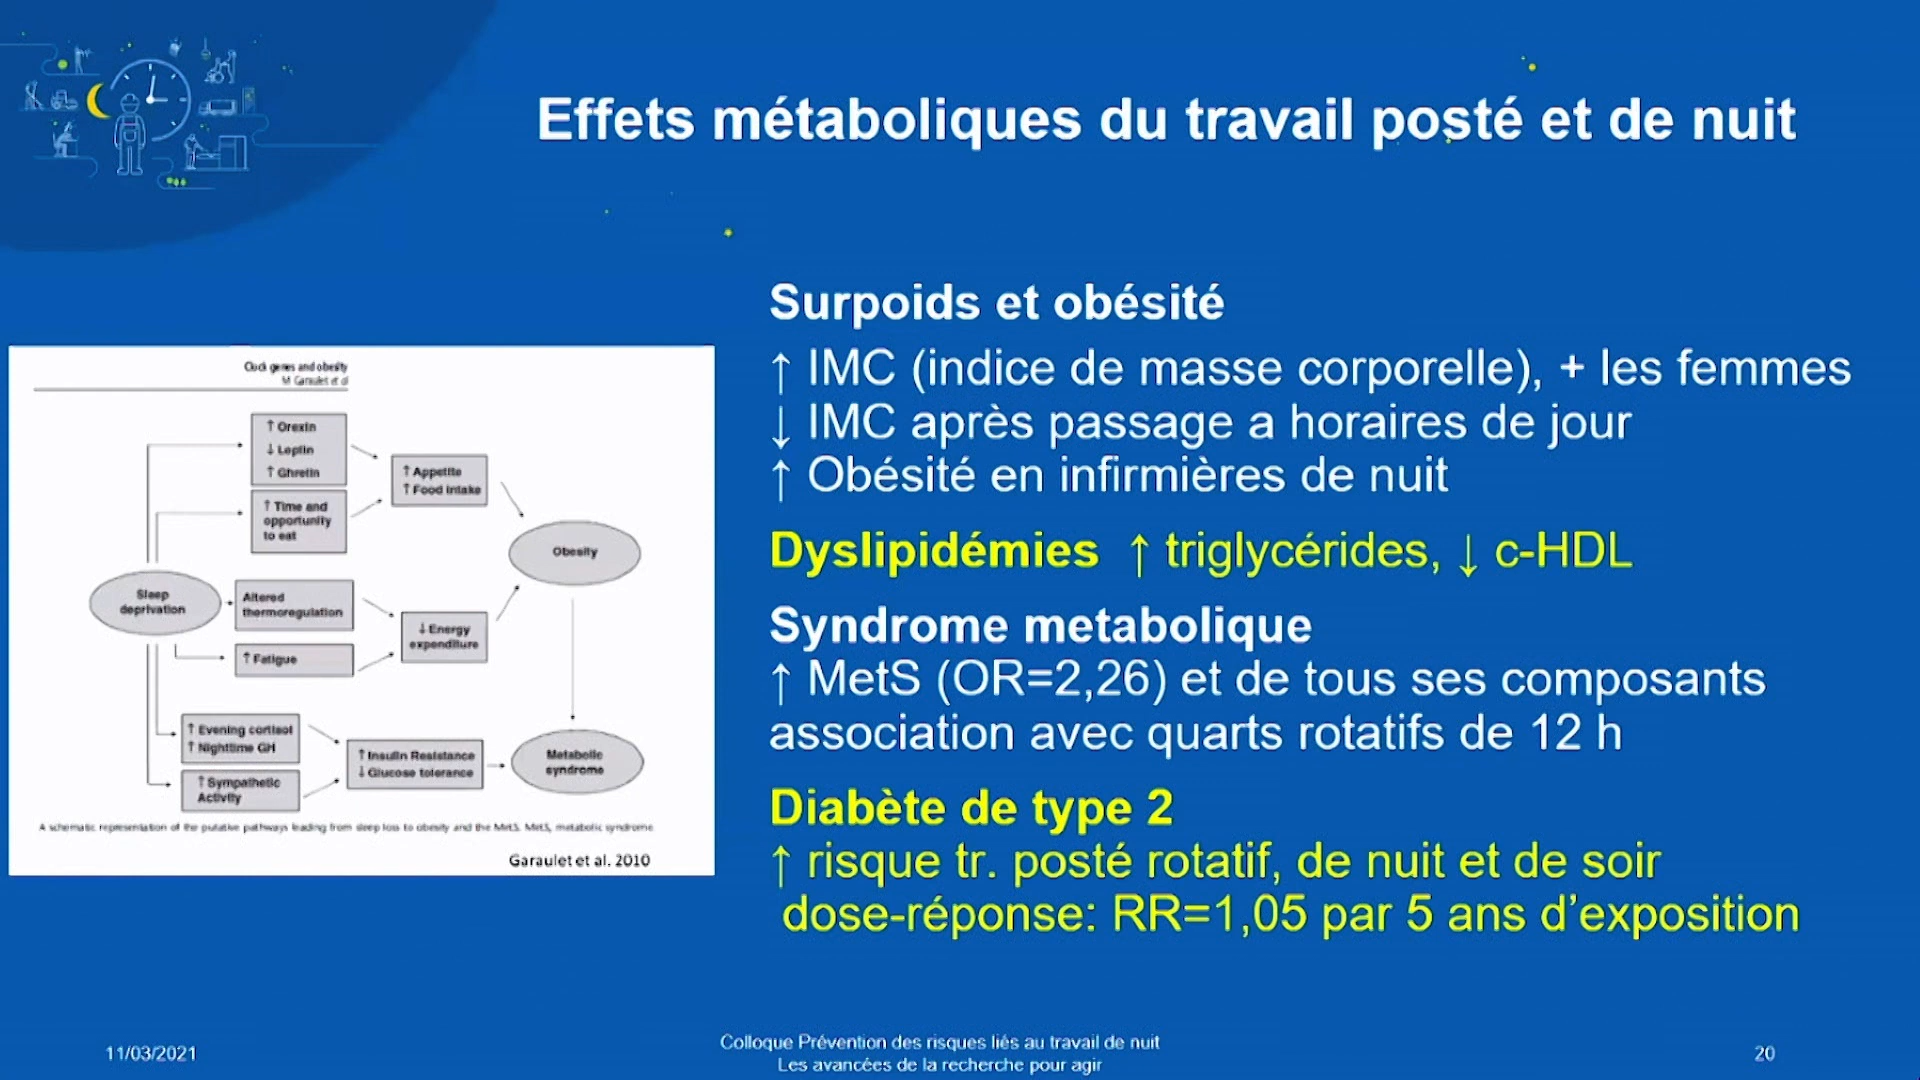 Effets métaboliques du travail posté et de nuit
Clock genes and obesity
M Garaulet et al
↑ Orexin
↓ Leptin
↑ Ghrelin
↑ Time and
opportunity
to eat
↑ Appetite
↑ Food intake
Obesity
Sleep
deprivation
Altered
thermoregulation
↑ Fatigue
↓ Energy
expenditure
↑ Evening cortisol
↑ Nighttime GH
↑ Sympathetic
Activity
↑ Insulin Resistance
↓ Glucose tolerance
Metabolic
syndrome
A schematic representation of the putative pathways leading from sleep loss to obesity and the MetS. MetS, metabolic syndrome
Garaulet et al. 2010
Surpoids et obésité
↑ IMC (indice de masse corporelle), + les femmes
↓ IMC après passage a horaires de jour
↑ Obésité en infirmières de nuit
Dyslipidémies ↑ triglycérides, ↓ c-HDL
Syndrome metabolique
↑ MetS (OR=2,26) et de tous ses composants
association avec quarts rotatifs de 12 h
Diabète de type 2
↑ risque tr. posté rotatif, de nuit et de soir
dose-réponse: RR=1,05 par 5 ans d’exposition
11/03/2021
Colloque Prévention des risques liés au travail de nuit
Les avancées de la recherche pour agir
20